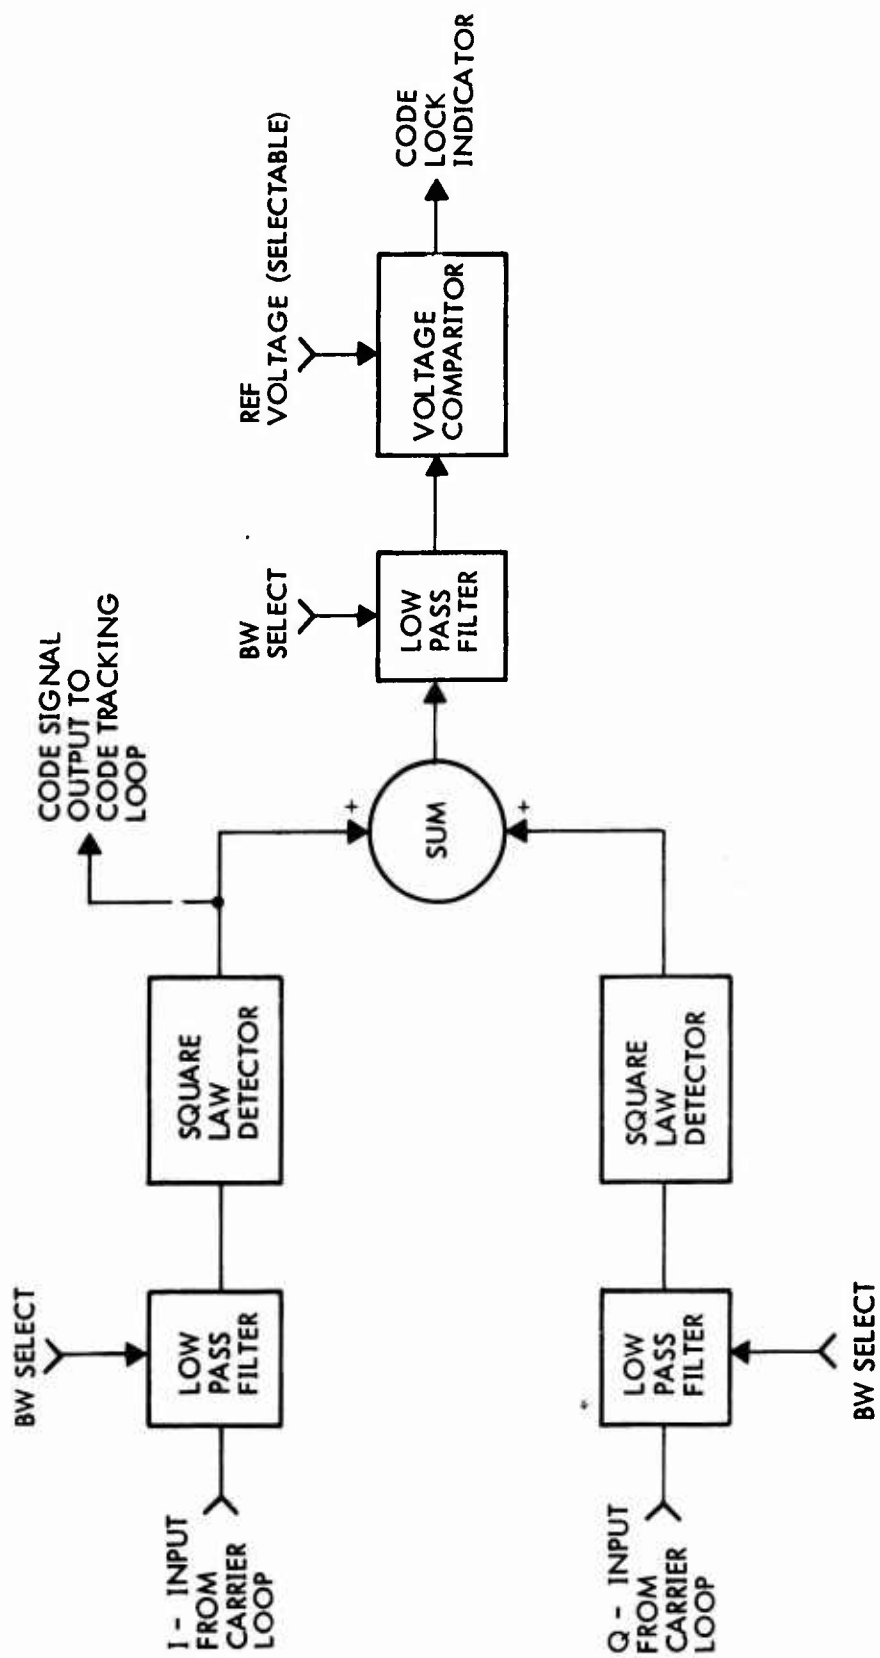 BW SELECT
I - INPUT
FROM
CARRIER
LOOP
LOW
PASS
FILTER
SQUARE
LAW
DETECTOR
CODE SIGNAL
OUTPUT TO
CODE TRACKING
LOOP
Q - INPUT
FROM
CARRIER
LOOP
LOW
PASS
FILTER
BW SELECT
SQUARE
LAW
DETECTOR
+
SUM
+
BW
SELECT
LOW
PASS
FILTER
REF
VOLTAGE (SELECTABLE)
VOLTAGE
COMPARITOR
CODE
LOCK
INDICATOR